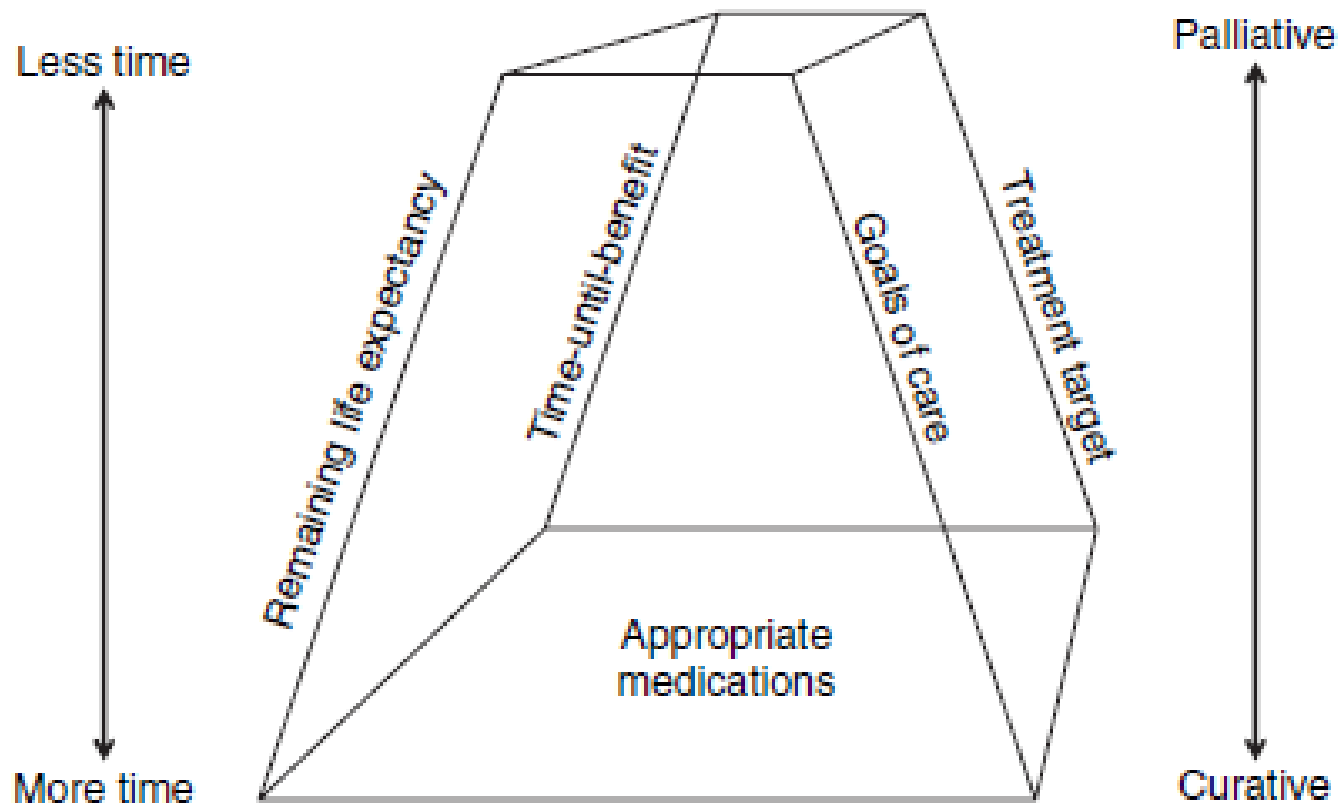 Less time
Palliative
Remaining life expectancy
Time-until-benefit
Goals of care
Treatment target
Appropriate
medications
More time
Curative